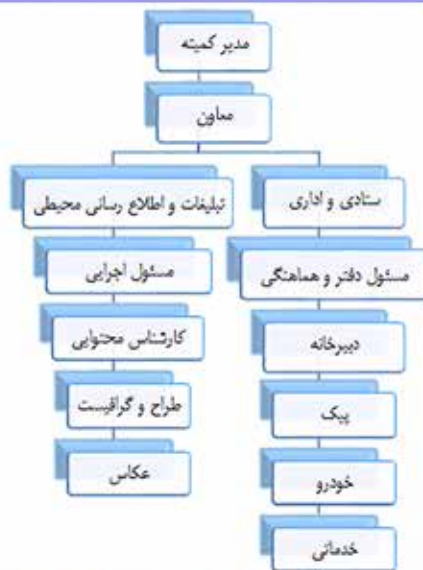 مدیر کمیته
معاون
ستادی و اداری
مسئول دفتر و هماهنگی
دبیرخانه
پیک
خودرو
خدماتی
تبلیغات و اطلاع رسانی محیطی
مسئول اجرایی
کارشناس محتوایی
طراح و گرافیست
عکاس